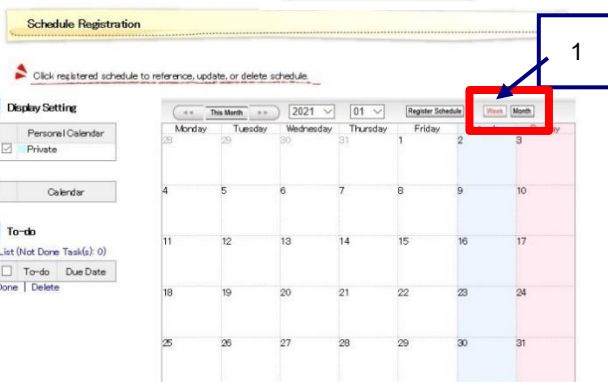 Schedule Registration
1
Click registered schedule to reference, update, or delete schedule.
Display Setting
Personal Calendar
Private
Calendar
To-do
List (Not Done Task(s): 0)
To-do Due Date
Done | Delete
◄◄ This Month ►► 2021 01 Register Schedule Week Month
Monday Tuesday Wednesday Thursday Friday
28 29 30 31 1 2 3
4 5 6 7 8 9 10
11 12 13 14 15 16 17
18 19 20 21 22 23 24
25 26 27 28 29 30 31